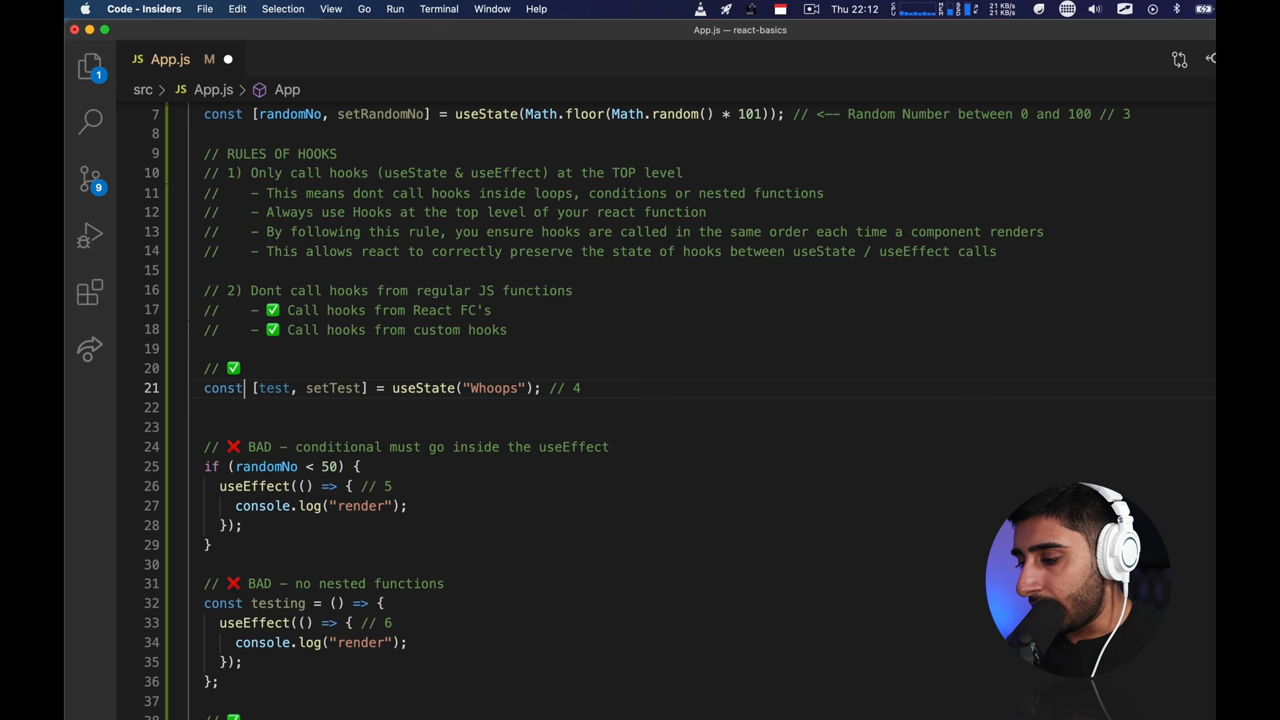 Code - Insiders File Edit Selection View Go Run Terminal Window Help Thu 22:12 21 KB/s 21 KB/s
App.js — react-basics
JS App.js M
src > JS App.js > App
7 const [randomNo, setRandomNo] = useState(Math.floor(Math.random() * 101)); // <-- Random Number between 0 and 100 // 3
8
9 // RULES OF HOOKS
10 // 1) Only call hooks (useState & useEffect) at the TOP level
11 // - This means dont call hooks inside loops, conditions or nested functions
12 // - Always use Hooks at the top level of your react function
13 // - By following this rule, you ensure hooks are called in the same order each time a component renders
14 // - This allows react to correctly preserve the state of hooks between useState / useEffect calls
15
16 // 2) Dont call hooks from regular JS functions
17 // - ✅ Call hooks from React FC's
18 // - ✅ Call hooks from custom hooks
19
20 // ✅
21 const [test, setTest] = useState("Whoops"); // 4
22
23
24 // ❌ BAD - conditional must go inside the useEffect
25 if (randomNo < 50) {
26 useEffect(() => { // 5
27 console.log("render");
28 });
29 }
30
31 // ❌ BAD - no nested functions
32 const testing = () => {
33 useEffect(() => { // 6
34 console.log("render");
35 });
36 };
37
1
9